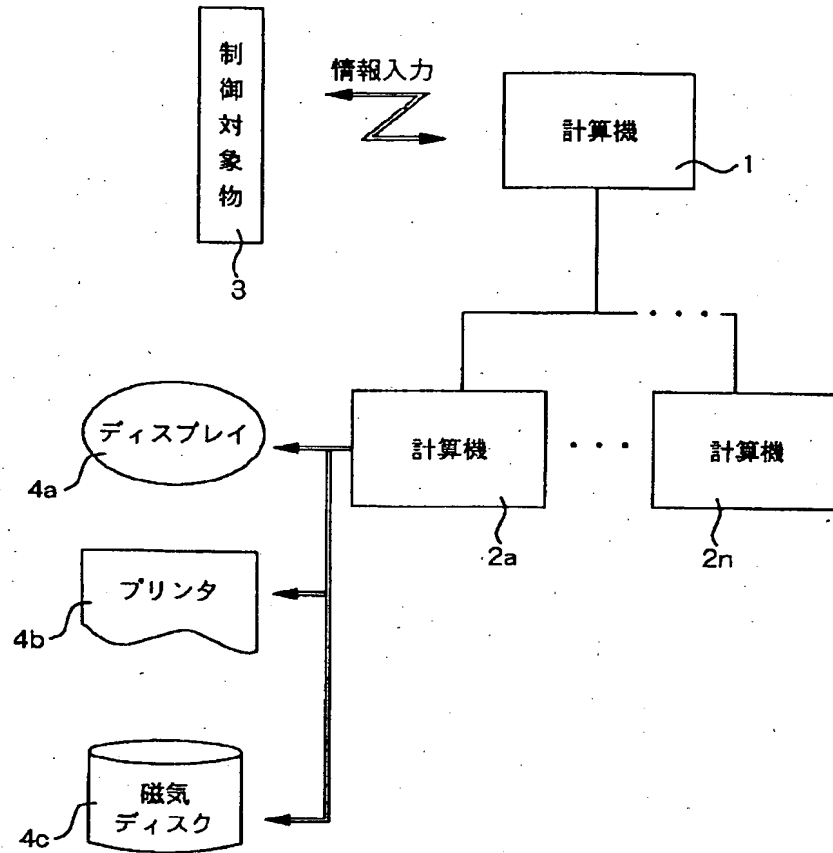 制御対象物
3
情報入力
計算機
1
計算機
2a
・・・
計算機
2n
ディスプレイ
4a
プリンタ
4b
磁気
ディスク
4c